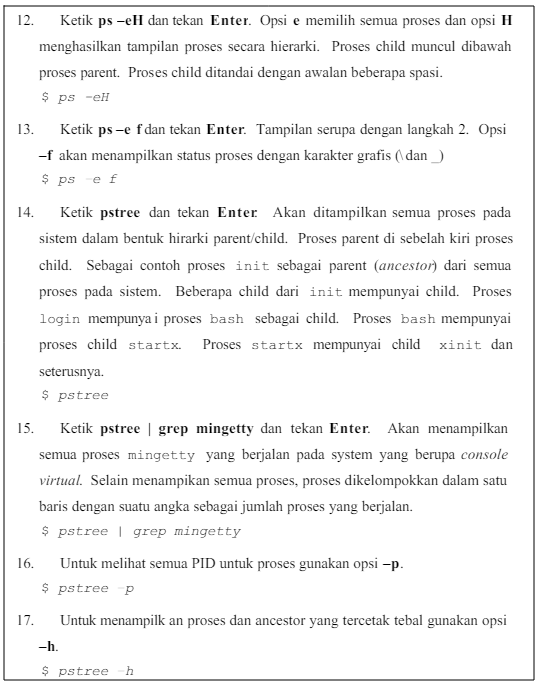 12. Ketik ps –eH dan tekan Enter. Opsi e memilih semua proses dan opsi H
menghasilkan tampilan proses secara hierarki. Proses child muncul dibawah
proses parent. Proses child ditandai dengan awalan beberapa spasi.
$ ps –eH
13. Ketik ps –e f dan tekan Enter. Tampilan serupa dengan langkah 2. Opsi
–f akan menampilkan status proses dengan karakter grafis (\ dan _)
$ ps –e f
14. Ketik pstree dan tekan Enter. Akan ditampilkan semua proses pada
sistem dalam bentuk hirarki parent/child. Proses parent di sebelah kiri proses
child. Sebagai contoh proses init sebagai parent (ancestor) dari semua
proses pada sistem. Beberapa child dari init mempunyai child. Proses
login mempunya i proses bash sebagai child. Proses bash mempunyai
proses child startx. Proses startx mempunyai child xinit dan
seterusnya.
$ pstree
15. Ketik pstree | grep mingetty dan tekan Enter. Akan menampilkan
semua proses mingetty yang berjalan pada system yang berupa console
virtual. Selain menampikan semua proses, proses dikelompokkan dalam satu
baris dengan suatu angka sebagai jumlah proses yang berjalan.
$ pstree | grep mingetty
16. Untuk melihat semua PID untuk proses gunakan opsi –p.
$ pstree –p
17. Untuk menampilk an proses dan ancestor yang tercetak tebal gunakan opsi
–h.
$ pstree –h